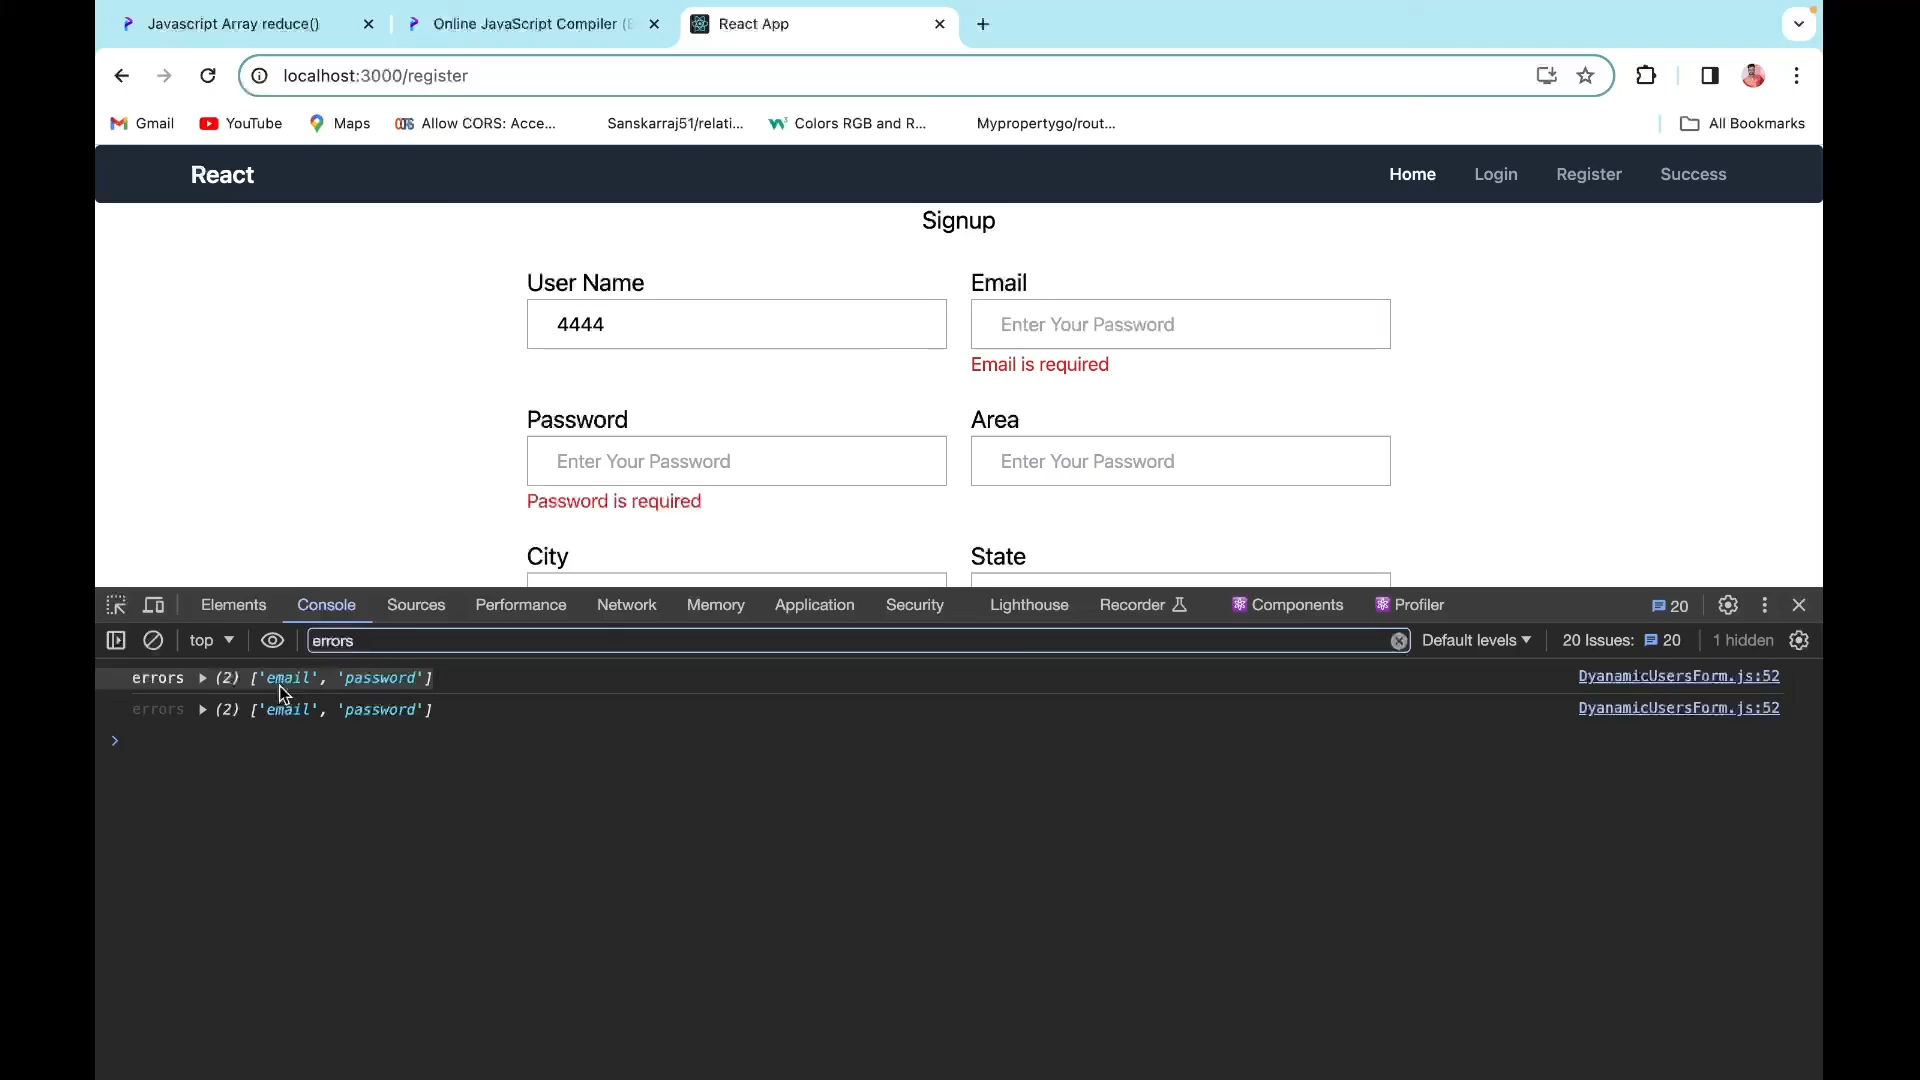 Javascript Array reduce()
Online JavaScript Compiler (E
React App
localhost:3000/register
Gmail YouTube Maps Allow CORS: Acce... Sanskarraj51/relati... Colors RGB and R... Mypropertygo/rout... All Bookmarks
React Home Login Register Success
Signup
User Name Email
4444 Enter Your Password
Email is required
Password Area
Enter Your Password Enter Your Password
Password is required
City State
Elements Console Sources Performance Network Memory Application Security Lighthouse Recorder Components Profiler 20
top errors Default levels 20 Issues: 20 1 hidden
errors (2) ['email', 'password'] DyanamicUsersForm.js:52
errors (2) ['email', 'password'] DyanamicUsersForm.js:52